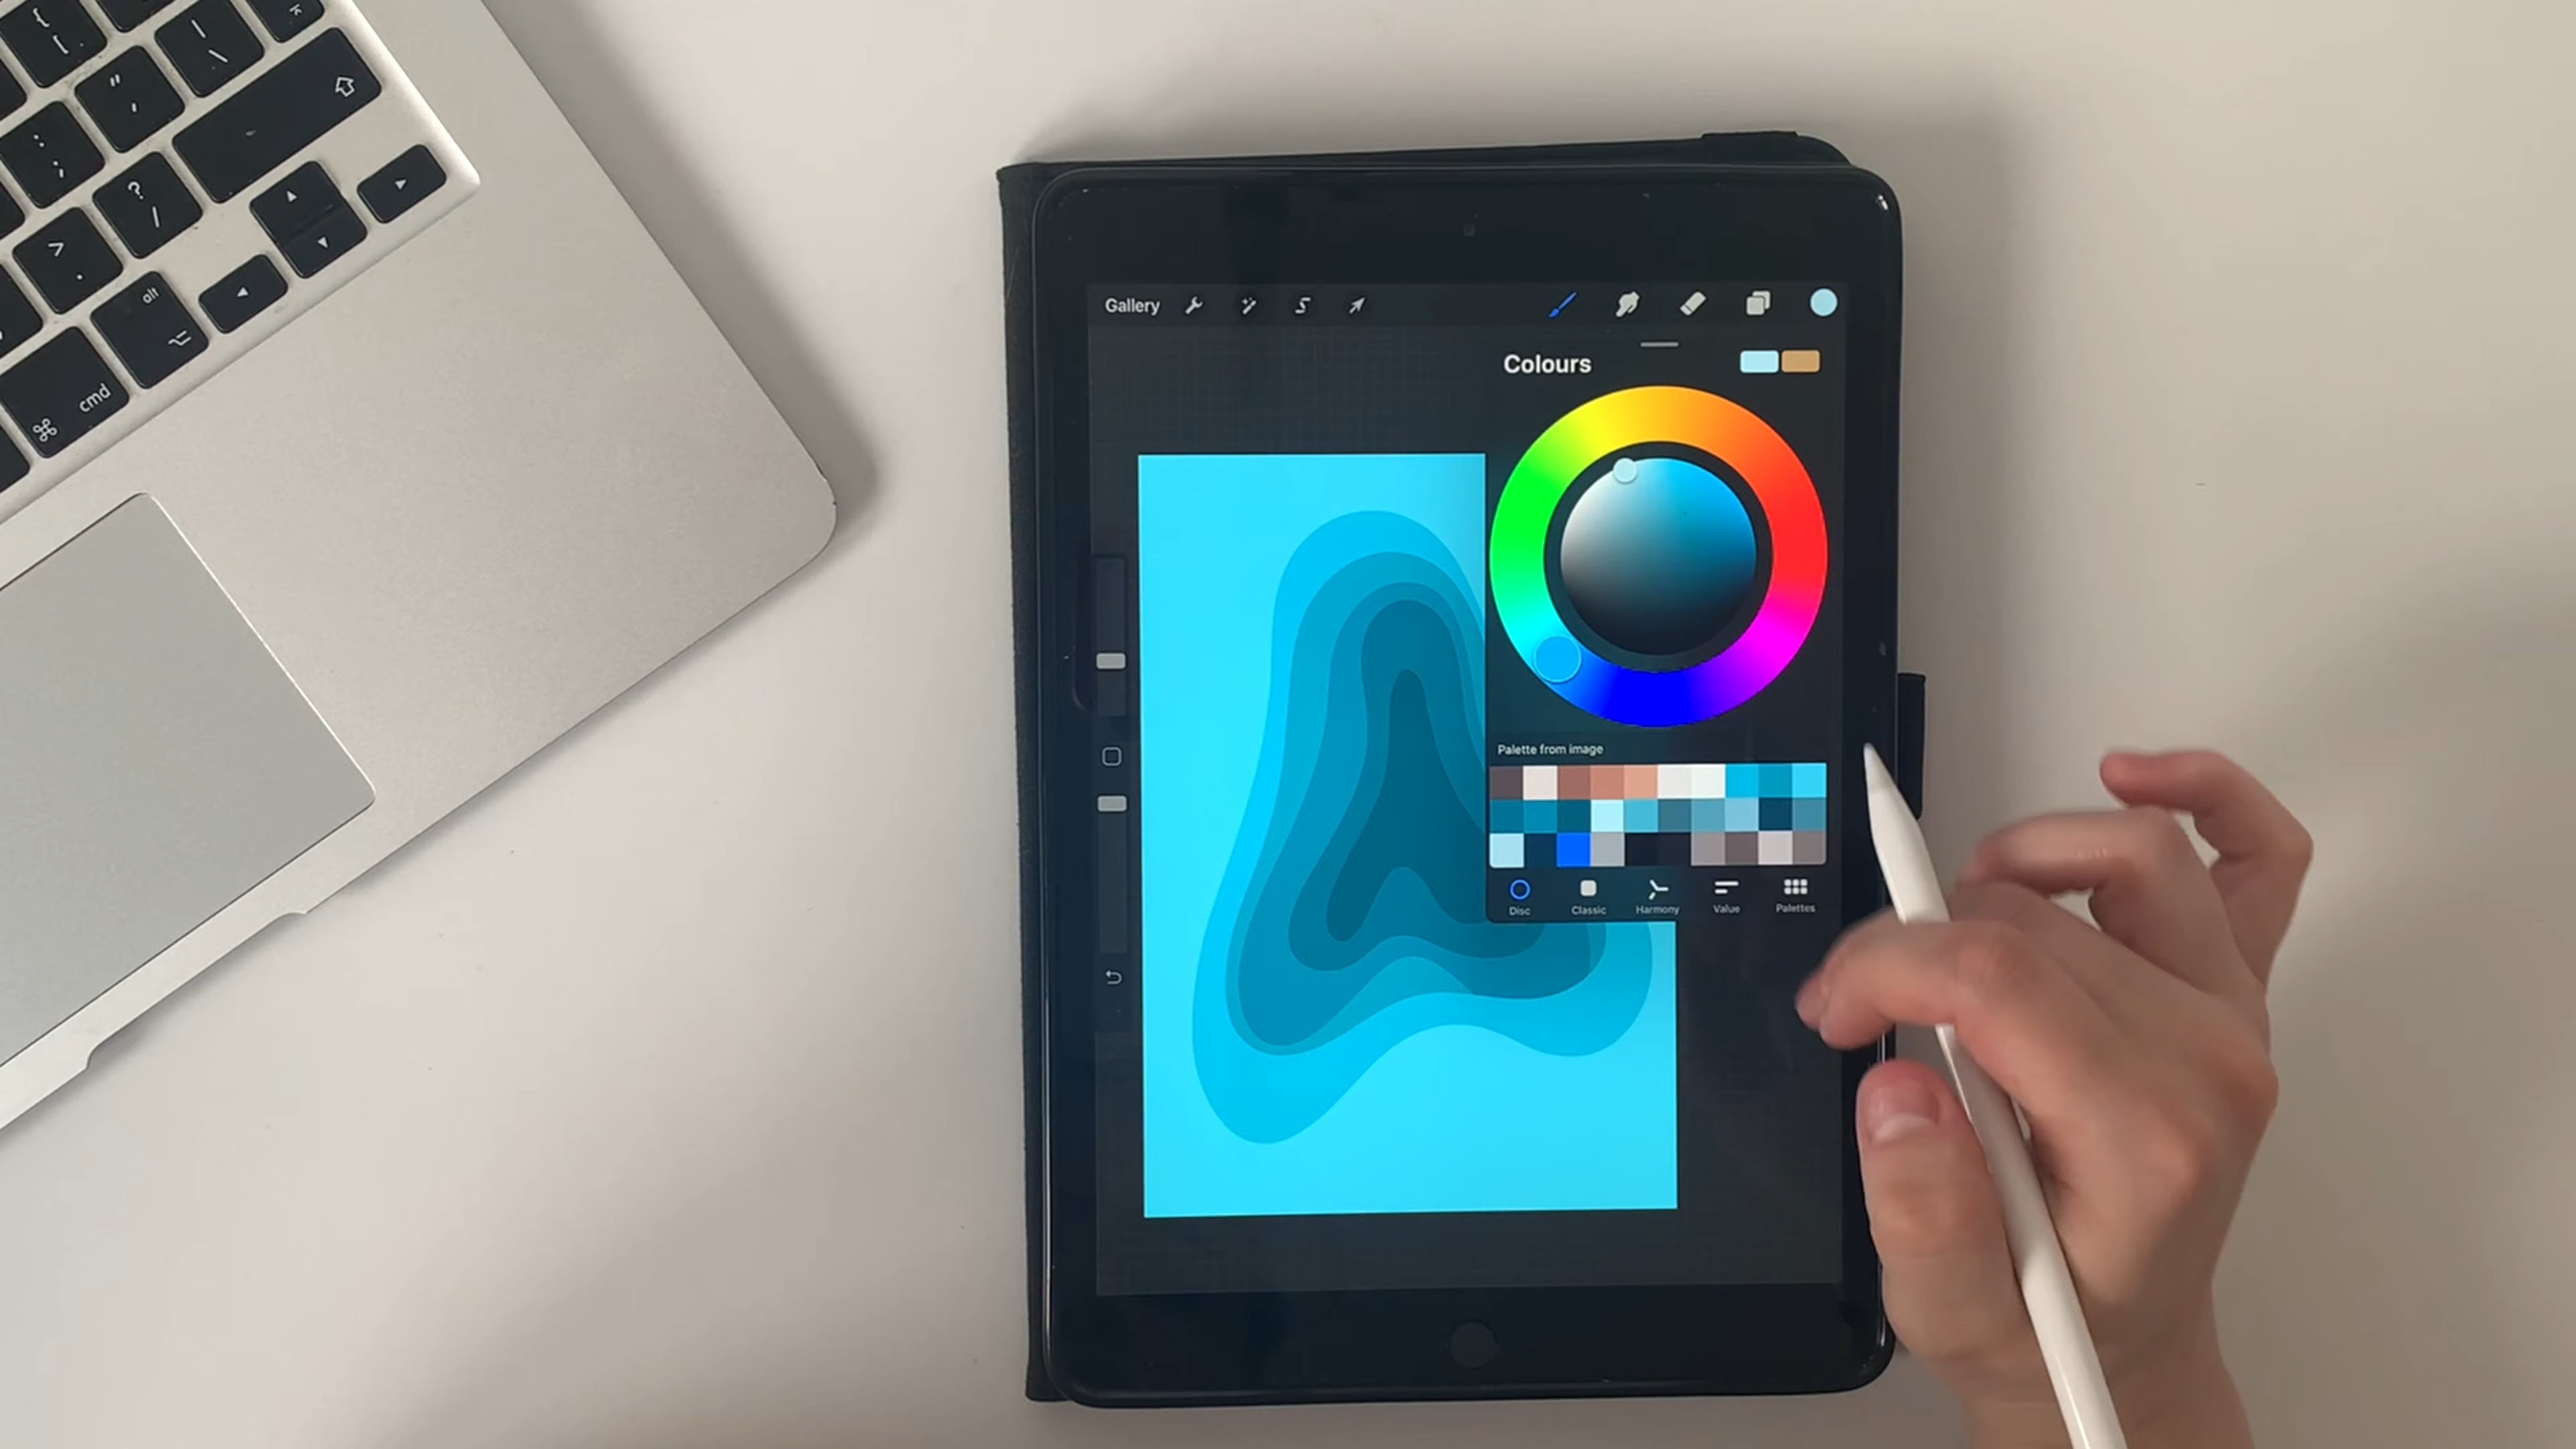 {
[
|
\
"
'
:
;
?
/
>
.
alt
cmd
Gallery
Colours
Palette from image
Disc
Classic
Harmony
Value
Palettes